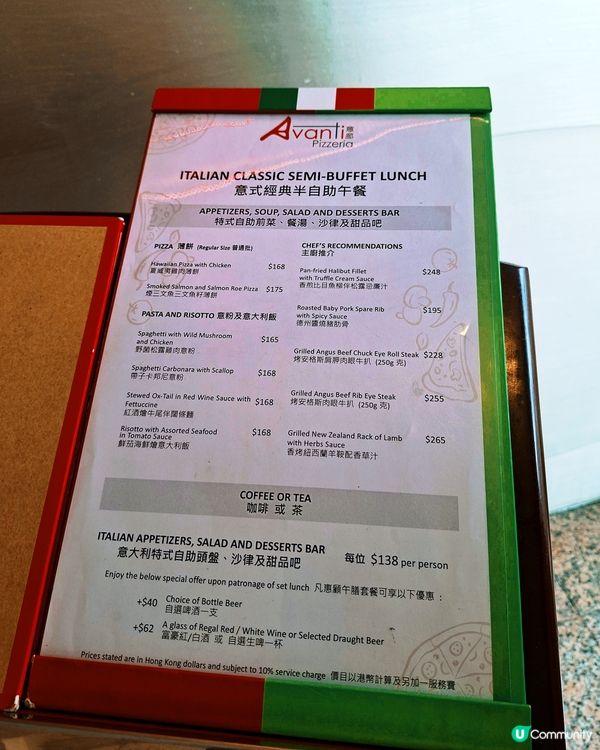 Avanti 意廊
Pizzeria
ITALIAN CLASSIC SEMI-BUFFET LUNCH
意式經典半自助午餐
APPETIZERS, SOUP, SALAD AND DESSERTS BAR
特式自助前菜、餐湯、沙律及甜品吧
PIZZA 薄餅 (Regular Size 普通批)
Hawaiian Pizza with Chicken $168
夏威夷雞肉薄餅
Smoked Salmon and Salmon Roe Pizza $175
煙三文魚三文魚籽薄餅
PASTA AND RISOTTO 意粉及意大利飯
Spaghetti with Wild Mushroom
and Chicken $165
野菌松露雞肉意粉
Spaghetti Carbonara with Scallop $168
帶子卡邦尼意粉
Stewed Ox-Tail in Red Wine Sauce with $168
Fettuccine
紅酒燴牛尾伴闊條麵
Risotto with Assorted Seafood $168
in Tomato Sauce
鮮茄海鮮燴意大利飯
CHEF'S RECOMMENDATIONS
主廚推介
Pan-fried Halibut Fillet $248
with Truffle Cream Sauce
香煎比目魚柳伴松露忌廉汁
Roasted Baby Pork Spare Rib $195
with Spicy Sauce
德州醬燒豬肋骨
Grilled Angus Beef Chuck Eye Roll Steak $228
烤安格斯肩胛肉眼牛扒 (250g 克)
Grilled Angus Beef Rib Eye Steak $255
烤安格斯肉眼牛扒 (250g 克)
Grilled New Zealand Rack of Lamb $265
with Herbs Sauce
香烤紐西蘭羊鞍配香草汁
COFFEE OR TEA
咖啡 或 茶
ITALIAN APPETIZERS, SALAD AND DESSERTS BAR
意大利特式自助頭盤、沙律及甜品吧 每位 $138 per person
Enjoy the below special offer upon patronage of set lunch 凡惠顧午膳套餐可享以下優惠：
+$40 Choice of Bottle Beer
自選啤酒一支
+$62 A glass of Regal Red / White Wine or Selected Draught Beer
富豪紅/白酒 或 自選生啤一杯
Prices stated are in Hong Kong dollars and subject to 10% service charge 價目以港幣計算及另加一服務費
U Community